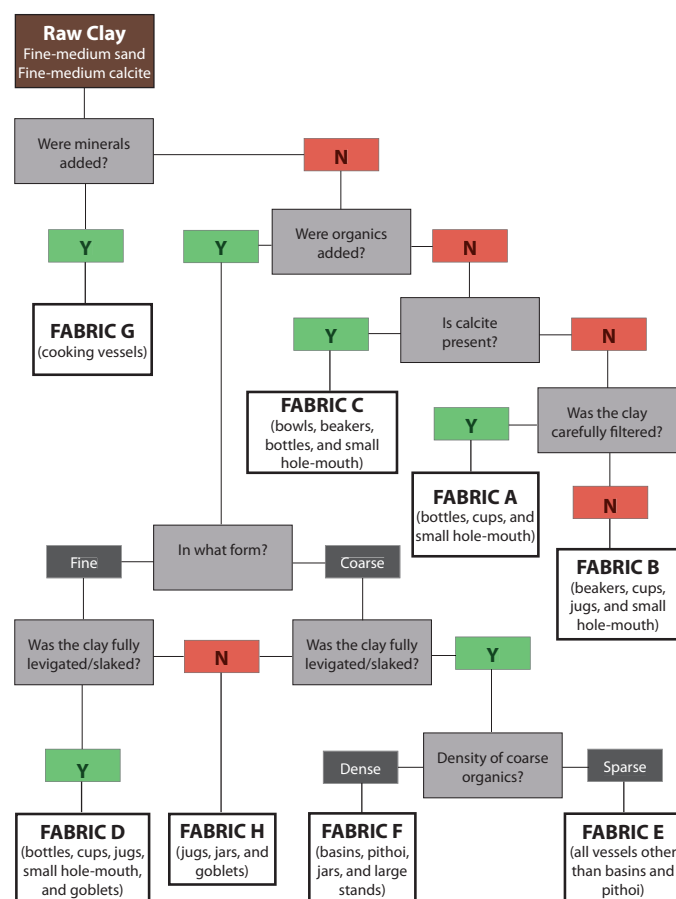 Raw Clay
Fine-medium sand
Fine-medium calcite
Were minerals
added?
N
Y
Were organics
added?
Y
N
FABRIC G
(cooking vessels)
Is calcite
present?
Y
N
FABRIC C
(bowls, beakers,
bottles, and small
hole-mouth)
Was the clay
carefully filtered?
Y
FABRIC A
(bottles, cups, and
small hole-mouth)
N
FABRIC B
(beakers, cups,
jugs, and small
hole-mouth)
In what form?
Fine
Coarse
Was the clay fully
levigated/slaked?
N
Was the clay fully
levigated/slaked?
Y
Y
Dense
Density of coarse
organics?
Sparse
FABRIC D
(bottles, cups, jugs,
small hole-mouth,
and goblets)
FABRIC H
(jugs, jars, and
goblets)
FABRIC F
(basins, pithoi,
jars, and large
stands)
FABRIC E
(all vessels other
than basins and
pithoi)